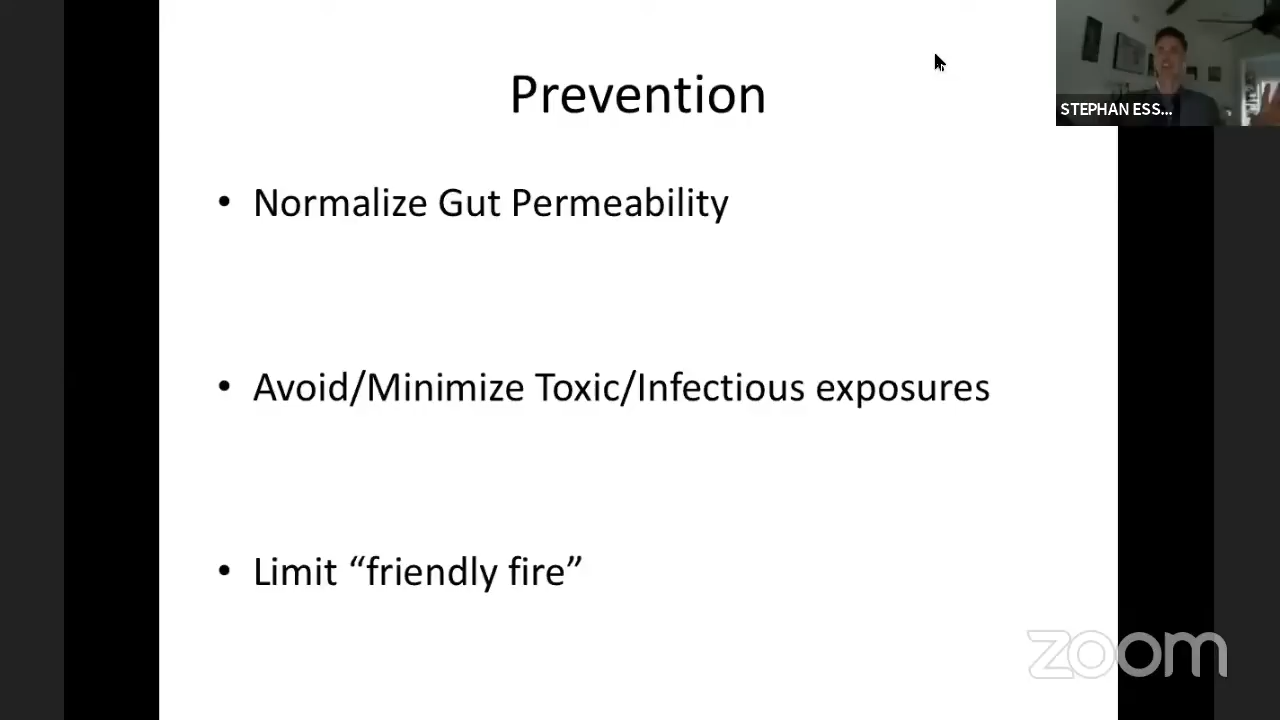 Prevention
STEPHAN ESS...
• Normalize Gut Permeability
• Avoid/Minimize Toxic/Infectious exposures
• Limit “friendly fire”
zoom